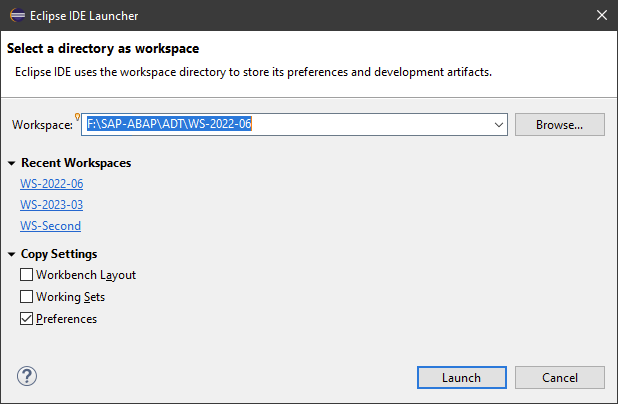 Eclipse IDE Launcher
Select a directory as workspace
Eclipse IDE uses the workspace directory to store its preferences and development artifacts.
Workspace: F:\SAP-ABAP\ADT\WS-2022-06 Browse...
Recent Workspaces
WS-2022-06
WS-2023-03
WS-Second
Copy Settings
Workbench Layout
Working Sets
Preferences
? Launch Cancel